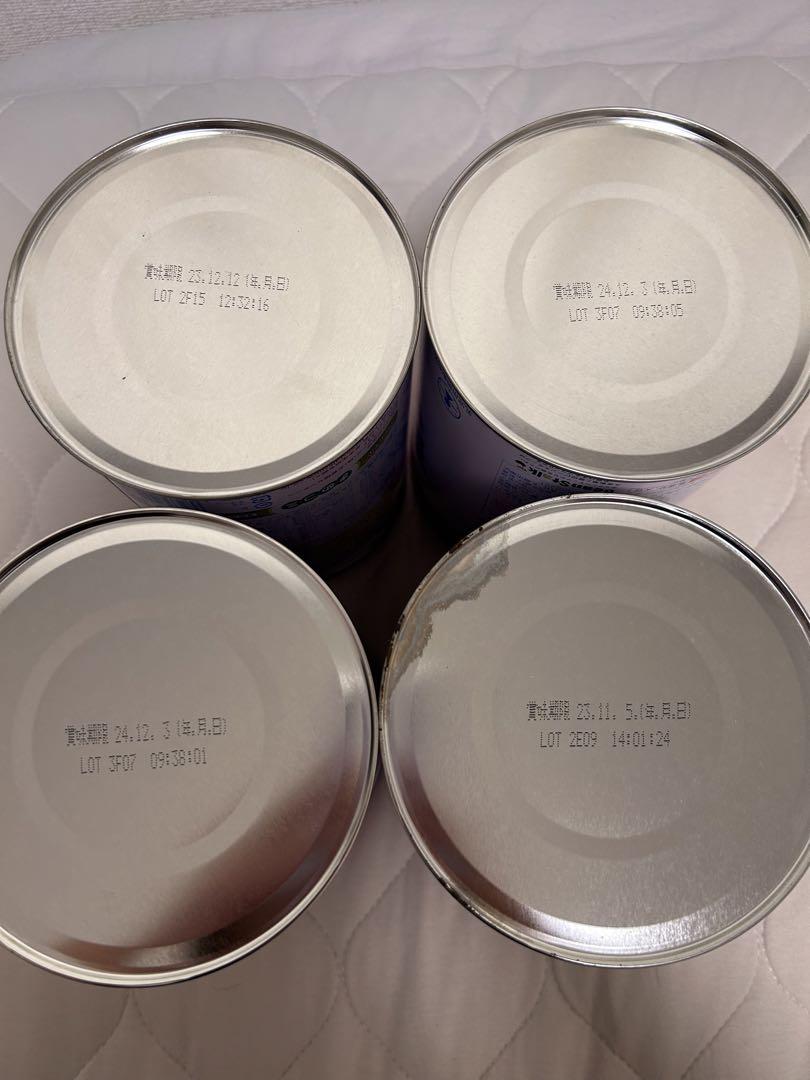 賞味期限 23.12.12 (年.月.日)
LOT 2F15 12:32:16
賞味期限 24.12. 3 (年.月.日)
LOT 3F07 09:38:05
賞味期限 24.12. 3 (年.月.日)
LOT 3F07 09:38:01
賞味期限 23.11. 5.(年.月.日)
LOT 2E09 14:01:24